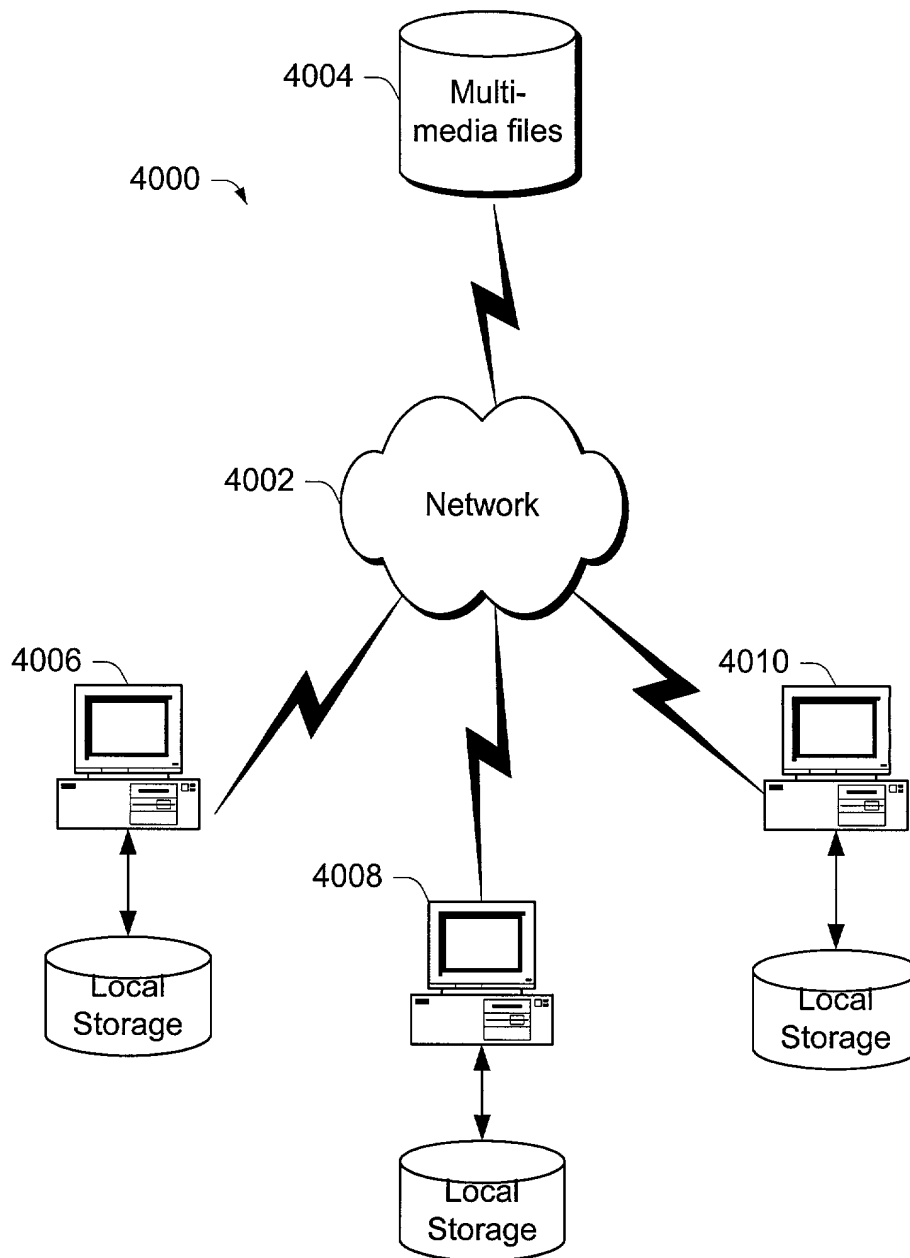 4004
Multi-
media files
4000
4002
Network
4006
4010
4008
Local
Storage
Local
Storage
Local
Storage